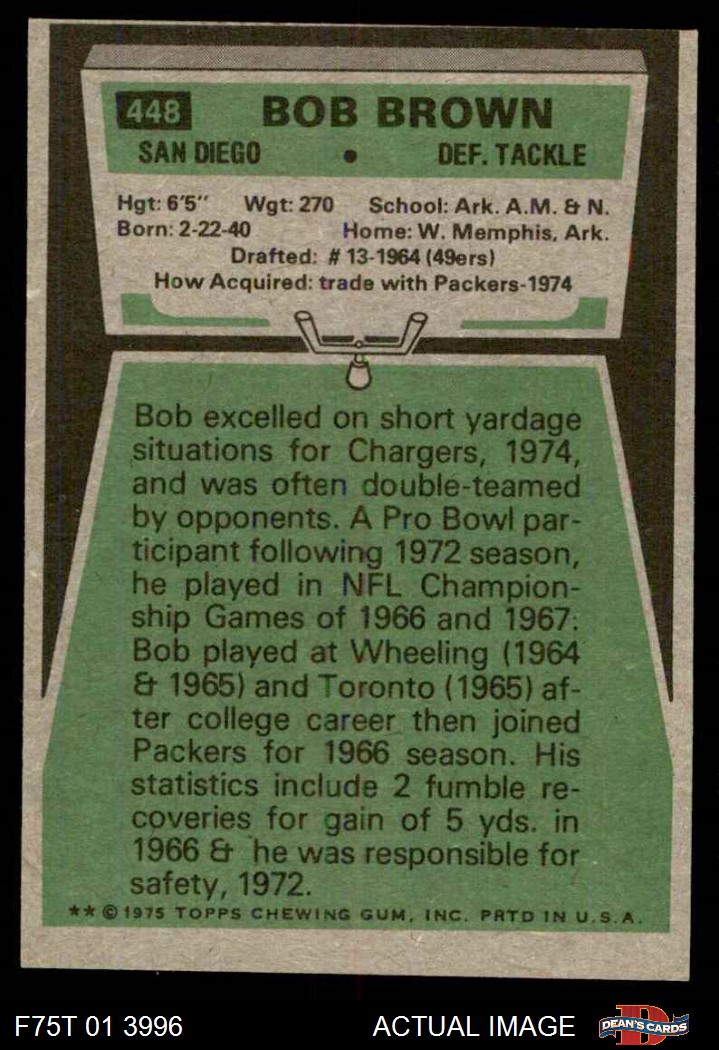 448 BOB BROWN
SAN DIEGO • DEF. TACKLE
Hgt: 6'5" Wgt: 270 School: Ark. A.M. & N.
Born: 2-22-40 Home: W. Memphis, Ark.
Drafted: # 13-1964 (49ers)
How Acquired: trade with Packers-1974
Bob excelled on short yardage
situations for Chargers, 1974,
and was often double-teamed
by opponents. A Pro Bowl par-
ticipant following 1972 season,
he played in NFL Champion-
ship Games of 1966 and 1967.
Bob played at Wheeling (1964
& 1965) and Toronto (1965) af-
ter college career then joined
Packers for 1966 season. His
statistics include 2 fumble re-
coveries for gain of 5 yds. in
1966 & he was responsible for
safety, 1972.
** © 1975 TOPPS CHEWING GUM, INC. PRTD IN U.S.A.
F75T 01 3996 ACTUAL IMAGE D DEAN'S CARDS